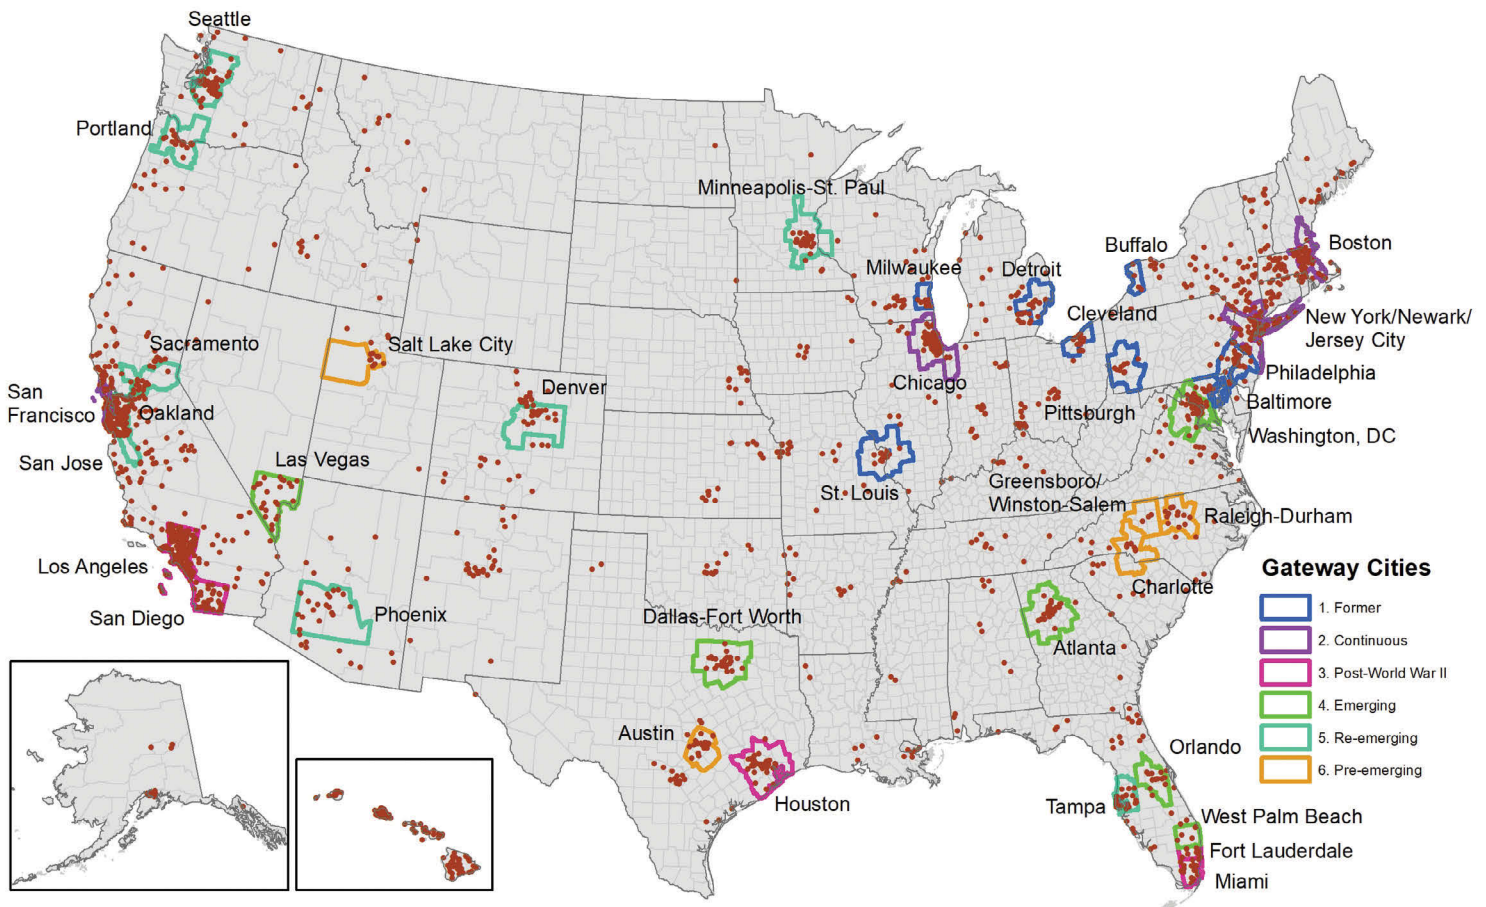 Seattle
Portland
Minneapolis-St. Paul
Buffalo
Boston
Milwaukee
Detroit
Cleveland
New York/Newark/
Jersey City
Sacramento
Salt Lake City
Denver
Chicago
Philadelphia
San
Francisco
Oakland
Pittsburgh
Baltimore
Washington, DC
San Jose
Las Vegas
St. Louis
Greensboro/
Winston-Salem
Raleigh-Durham
Los Angeles
San Diego
Phoenix
Dallas-Fort Worth
Charlotte
Atlanta
Austin
Houston
Orlando
Tampa
West Palm Beach
Fort Lauderdale
Miami
Gateway Cities
1. Former
2. Continuous
3. Post-World War II
4. Emerging
5. Re-emerging
6. Pre-emerging